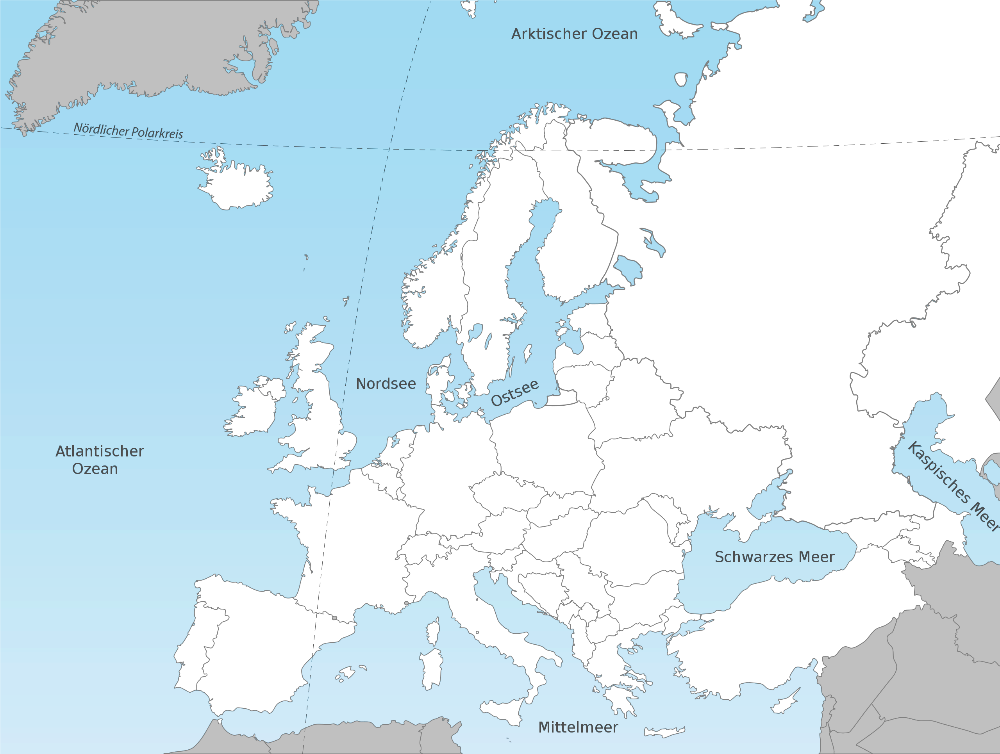 Arktischer Ozean
Nördlicher Polarkreis
Nordsee
Ostsee
Atlantischer
Ozean
Kaspisches Meer
Schwarzes Meer
Mittelmeer